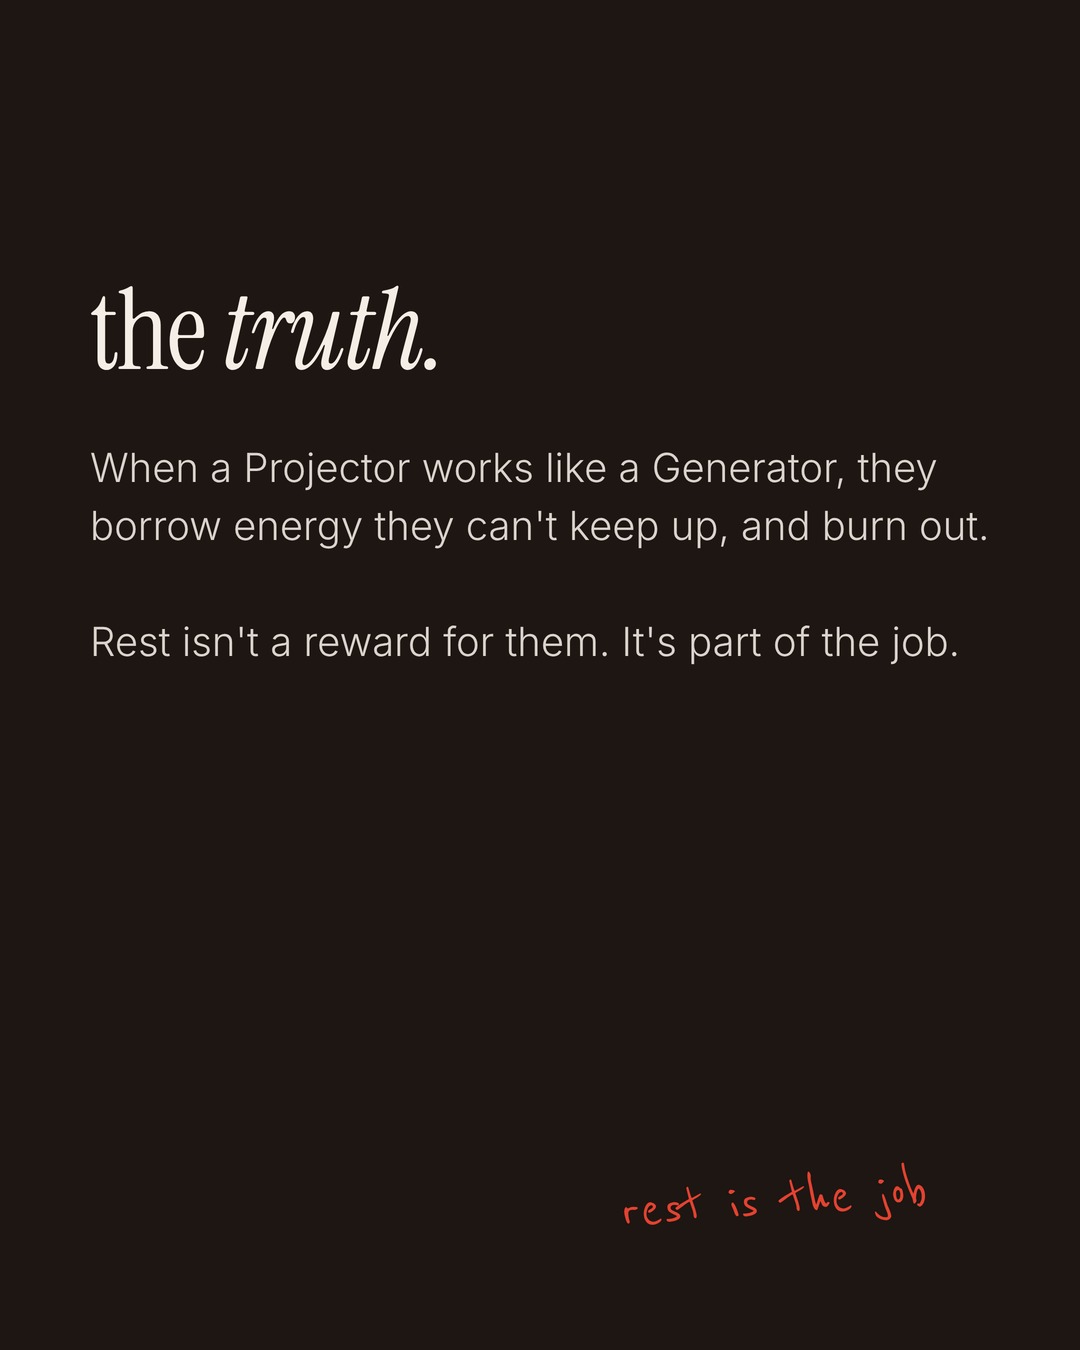 the truth.
When a Projector works like a Generator, they
borrow energy they can't keep up, and burn out.
Rest isn't a reward for them. It's part of the job.
rest is the job